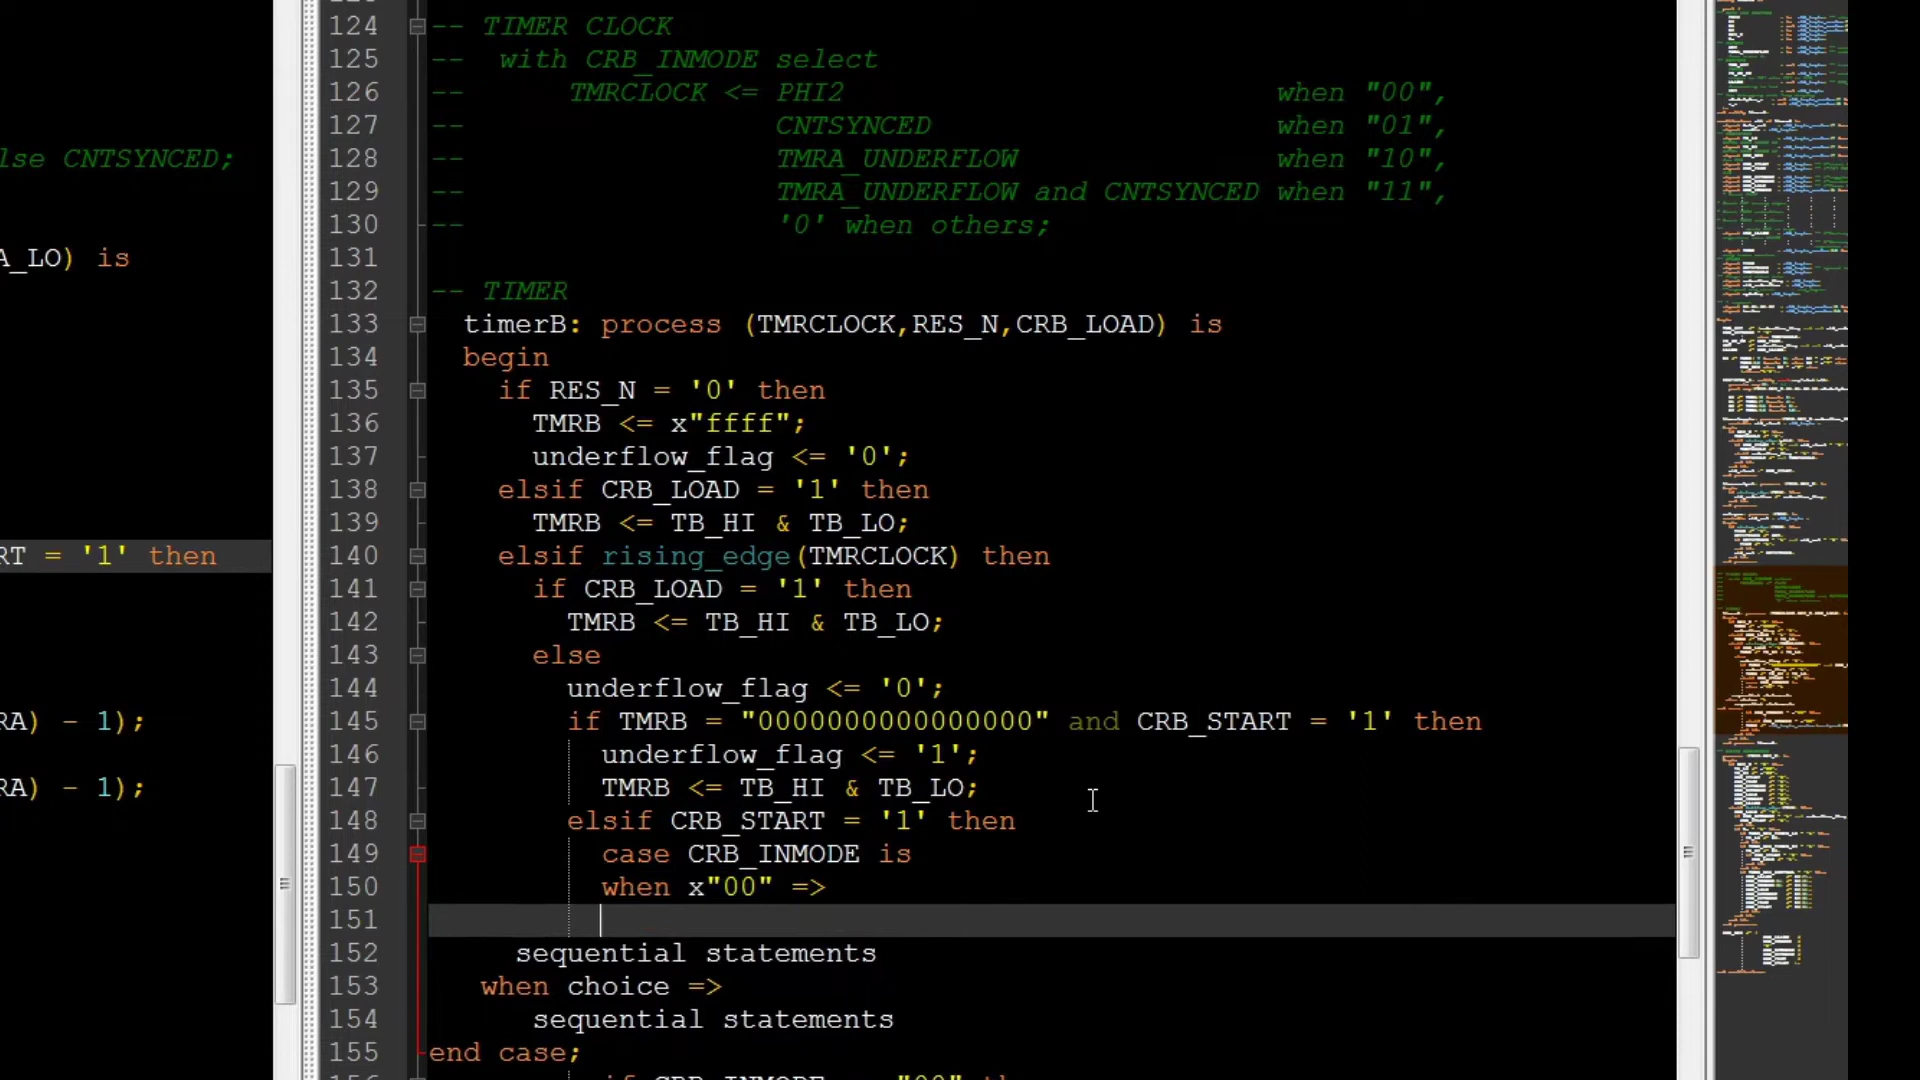 124 -- TIMER CLOCK
125 -- with CRB_INMODE select
126 -- TMRCLOCK <= PHI2 when "00",
127 -- CNTSYNCED when "01",
128 -- TMRA_UNDERFLOW when "10",
129 -- TMRA_UNDERFLOW and CNTSYNCED when "11",
130 -- '0' when others;
131
132 -- TIMER
133 timerB: process (TMRCLOCK,RES_N,CRB_LOAD) is
134 begin
135 if RES_N = '0' then
136 TMRB <= x"ffff";
137 underflow_flag <= '0';
138 elsif CRB_LOAD = '1' then
139 TMRB <= TB_HI & TB_LO;
140 elsif rising_edge(TMRCLOCK) then
141 if CRB_LOAD = '1' then
142 TMRB <= TB_HI & TB_LO;
143 else
144 underflow_flag <= '0';
145 if TMRB = "0000000000000000" and CRB_START = '1' then
146 underflow_flag <= '1';
147 TMRB <= TB_HI & TB_LO;
148 elsif CRB_START = '1' then
149 case CRB_INMODE is
150 when x"00" =>
151
152 sequential statements
153 when choice =>
154 sequential statements
155 end case;
lse CNTSYNCED;
A_LO) is
RT = '1' then
RA) - 1);
RA) - 1);